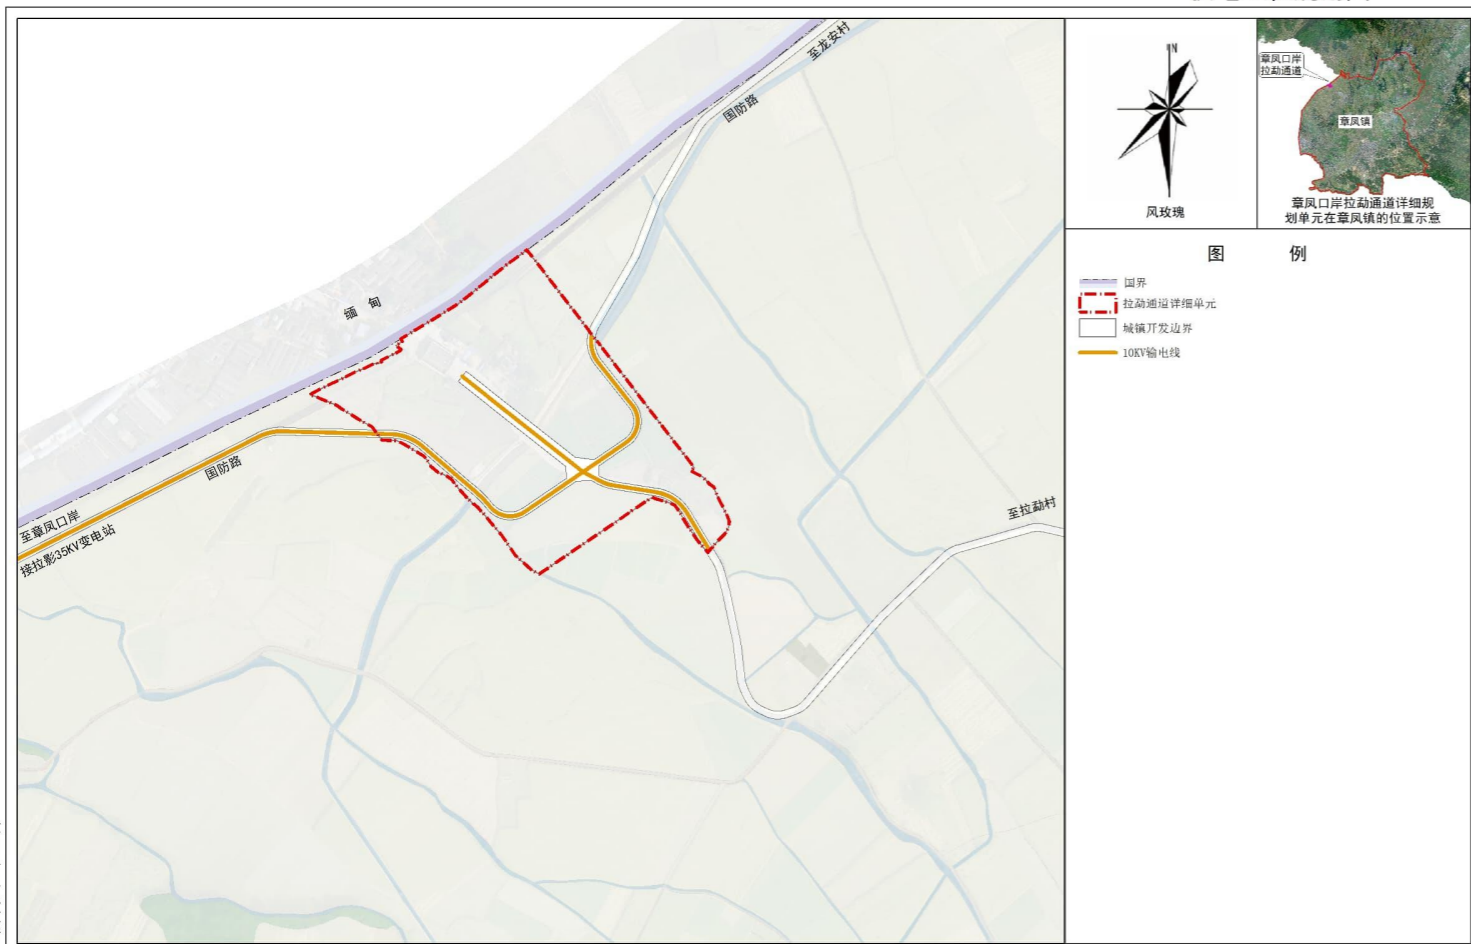 至龙安村
国防路
缅甸
国防路
至章凤口岸
接拉影35KV变电站
至拉勐村
N
风玫瑰
章凤口岸
拉勐通道
章凤镇
章凤口岸拉勐通道详细规
划单元在章凤镇的位置示意
图例
国界
拉勐通道详细单元
城镇开发边界
10KV输电线